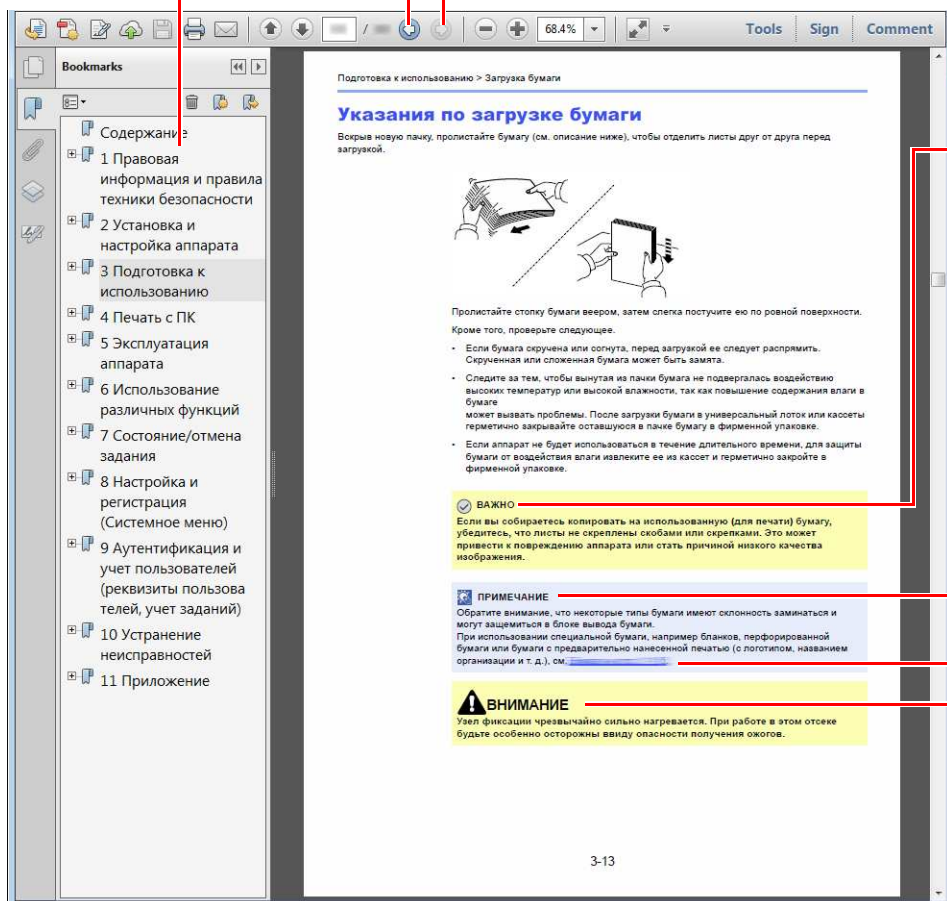 /
68.4%
Tools
Sign
Comment
Bookmarks
Содержание
1 Правовая
информация и правила
техники безопасности
2 Установка и
настройка аппарата
3 Подготовка к
использованию
4 Печать с ПК
5 Эксплуатация
аппарата
6 Использование
различных функций
7 Состояние/отмена
задания
8 Настройка и
регистрация
(Системное меню)
9 Аутентификация и
учет пользователей
(реквизиты пользова
телей, учет заданий)
10 Устранение
неисправностей
11 Приложение
Подготовка к использованию > Загрузка бумаги
Указания по загрузке бумаги
Вскрыв новую пачку, пролистайте бумагу (см. описание ниже), чтобы отделить листы друг от друга перед
загрузкой.
Пролистайте стопку бумаги веером, затем слегка постучите ею по ровной поверхности.
Кроме того, проверьте следующее.
• Если бумага скручена или согнута, перед загрузкой ее следует распрямить.
Скрученная или сложенная бумага может быть замята.
• Следите за тем, чтобы вынутая из пачки бумага не подвергалась воздействию
высоких температур или высокой влажности, так как повышение содержания влаги в
бумаге
может вызвать проблемы. После загрузки бумаги в универсальный лоток или кассеты
герметично закрывайте оставшуюся в пачке бумагу в фирменной упаковке.
• Если аппарат не будет использоваться в течение длительного времени, для защиты
бумаги от воздействия влаги извлеките ее из кассет и герметично закройте в
фирменной упаковке.
ВАЖНО
Если вы собираетесь копировать на использованную (для печати) бумагу,
убедитесь, что листы не скреплены скобами или скрепками. Это может
привести к повреждению аппарата или стать причиной низкого качества
изображения.
ПРИМЕЧАНИЕ
Обратите внимание, что некоторые типы бумаги имеют склонность заминаться и
могут защемиться в блоке вывода бумаги.
При использовании специальной бумаги, например бланков, перфорированной
бумаги или бумаги с предварительно нанесенной печатью (с логотипом, названием
организации и т. д.), см.
ВНИМАНИЕ
Узел фиксации чрезвычайно сильно нагревается. При работе в этом отсеке
будьте особенно осторожны ввиду опасности получения ожогов.
3-13